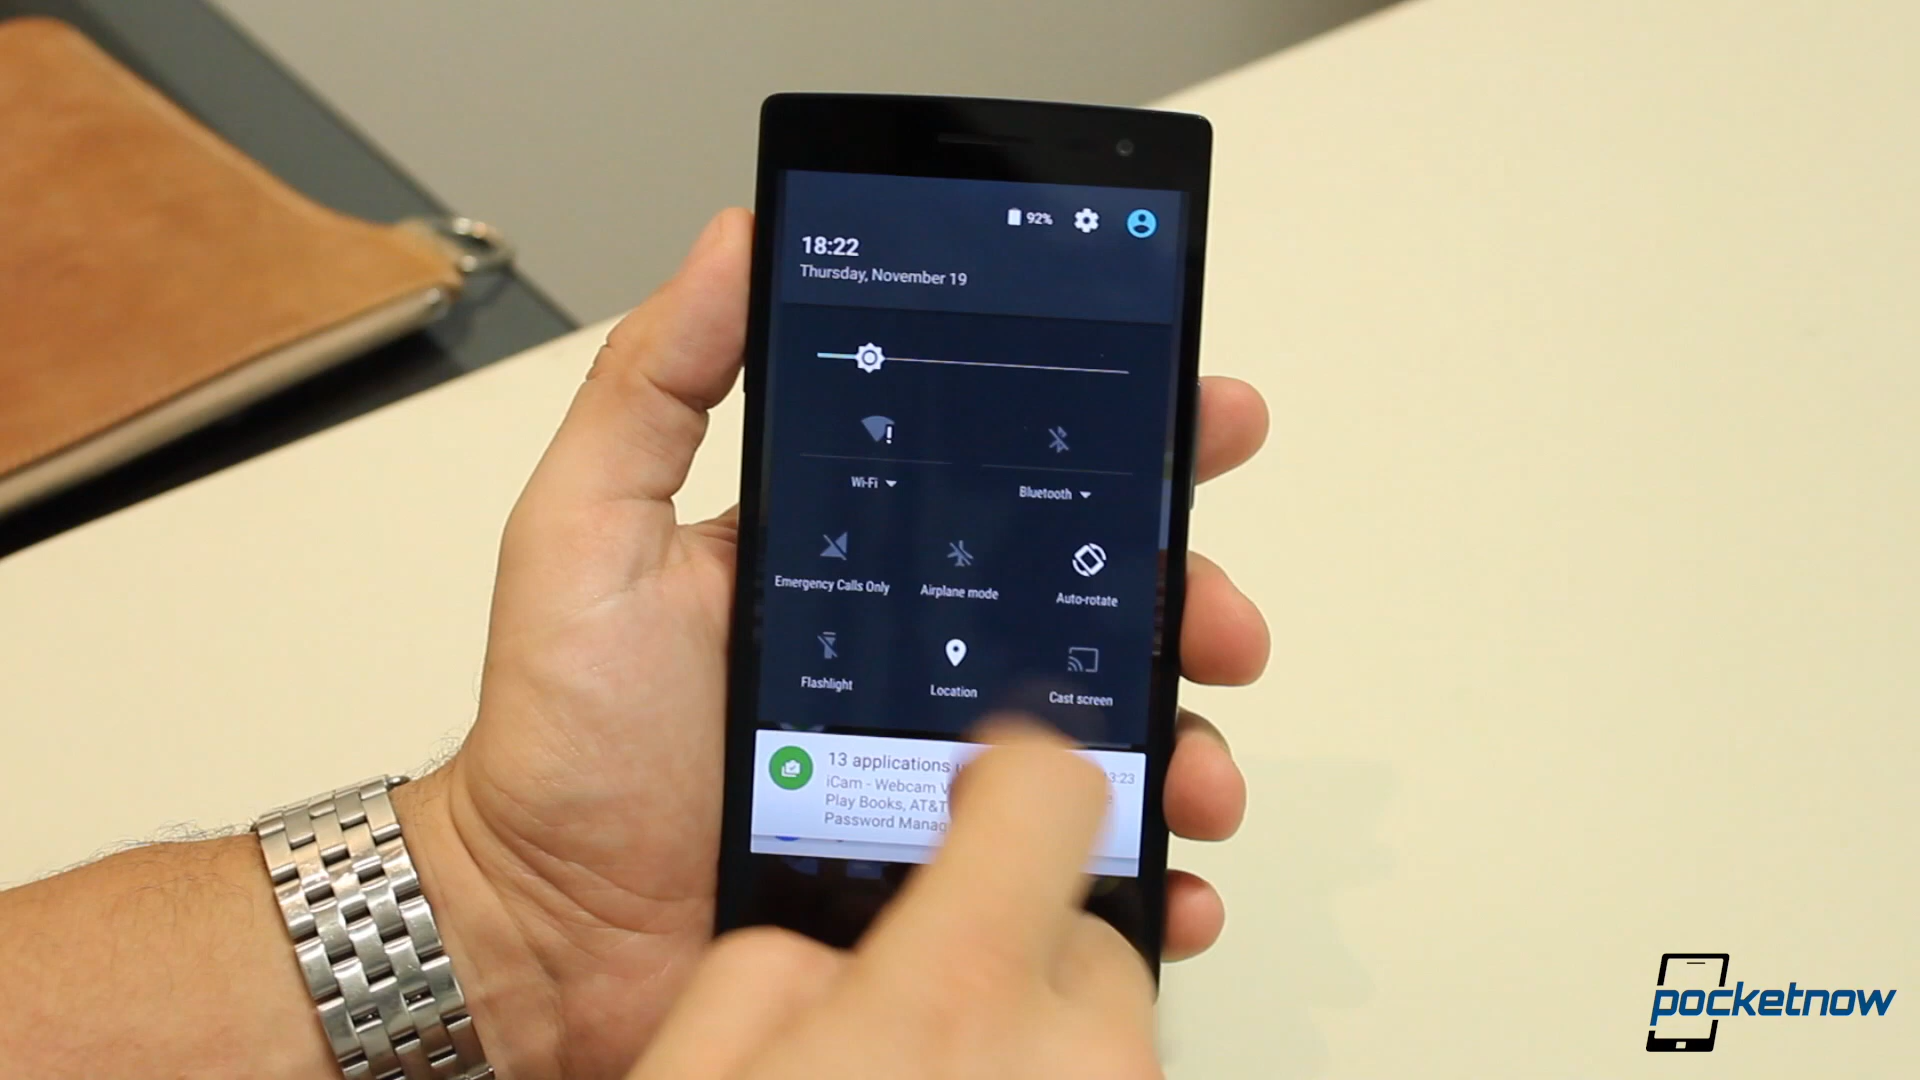 92%
18:22
Thursday, November 19
Wi-Fi
Bluetooth
Emergency Calls Only
Airplane mode
Auto-rotate
Flashlight
Location
Cast screen
13 applications
iCam - Webcam
Play Books, AT&T
Password
pocketnow